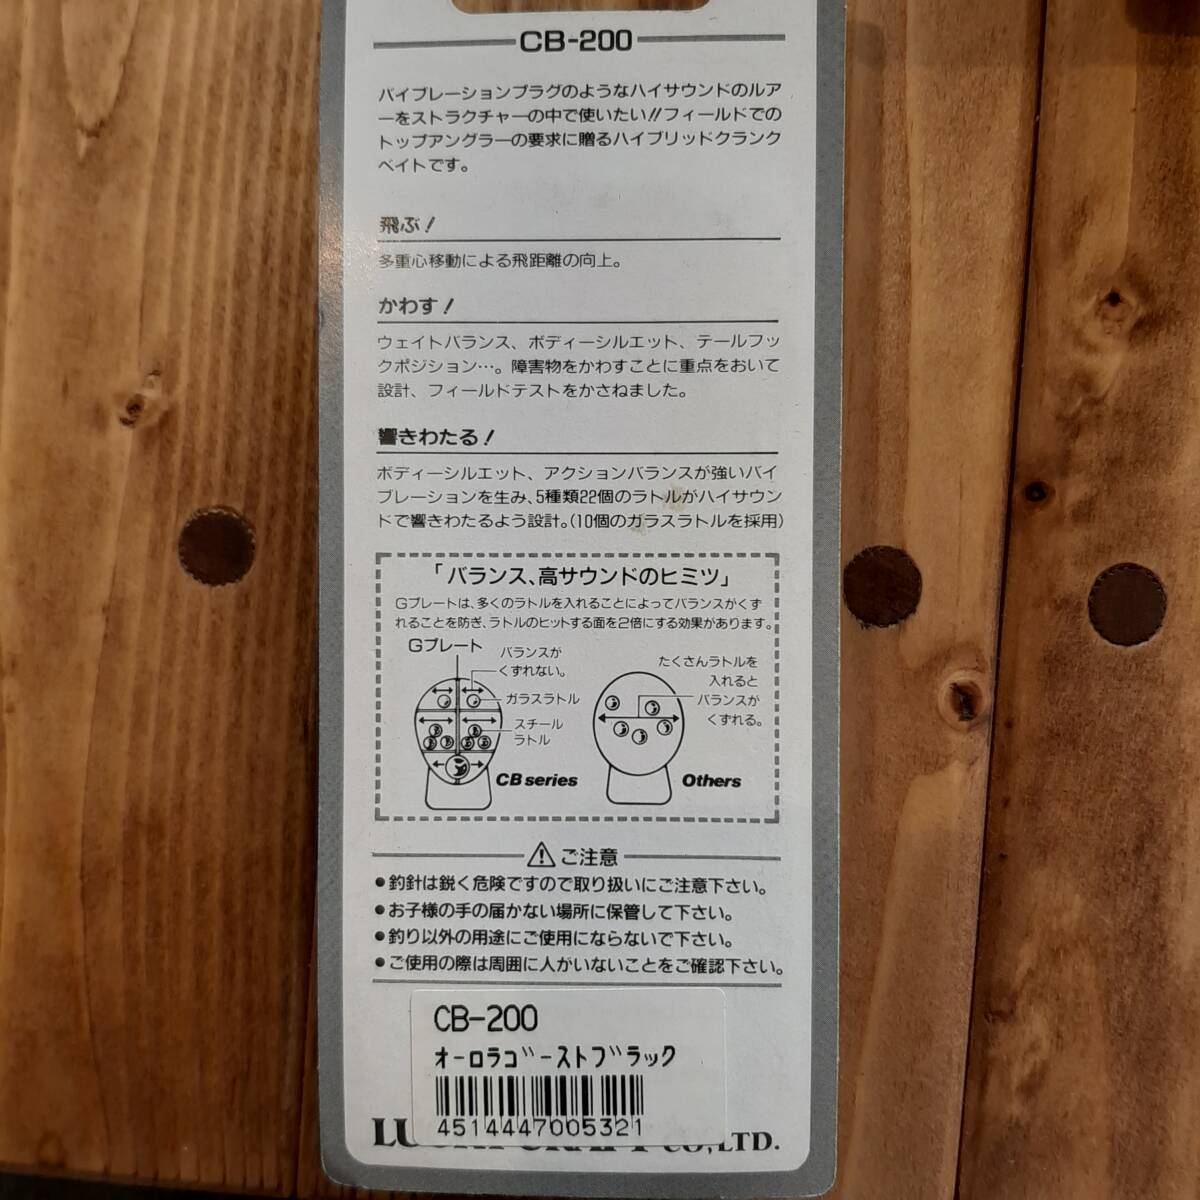 CB-200
バイブレーションプラグのようなハイサウンドのルア
ーをストラクチャーの中で使いたい!!フィールドでの
トップアングラーの要求に贈るハイブリッドクランク
ベイトです。
飛ぶ!
多重心移動による飛距離の向上。
かわす!
ウェイトバランス、ボディーシルエット、テールフッ
クポジション…。障害物をかわすことに重点をおいて
設計、フィールドテストをかさねました。
響きわたる!
ボディーシルエット、アクションバランスが強いバイ
ブレーションを生み、5種類22個のラトルがハイサウン
ドで響きわたるよう設計。(10個のガラスラトルを採用)
「バランス、高サウンドのヒミツ」
Gプレートは、多くのラトルを入れることによってバランスがくず
れることを防ぎ、ラトルのヒットする面を2倍にする効果があります。
Gプレート
バランスが
くずれない。
ガラスラトル
スチール
ラトル
CB series
たくさんラトルを
入れると
バランスが
くずれる。
Others
ご注意
●釣針は鋭く危険ですので取り扱いにご注意下さい。
●お子様の手の届かない場所に保管して下さい。
●釣り以外の用途にご使用にならないで下さい。
●ご使用の際は周囲に人がいないことをご確認下さい。
CB-200
オーロラゴーストブラック
4514447005321
CO.,LTD.